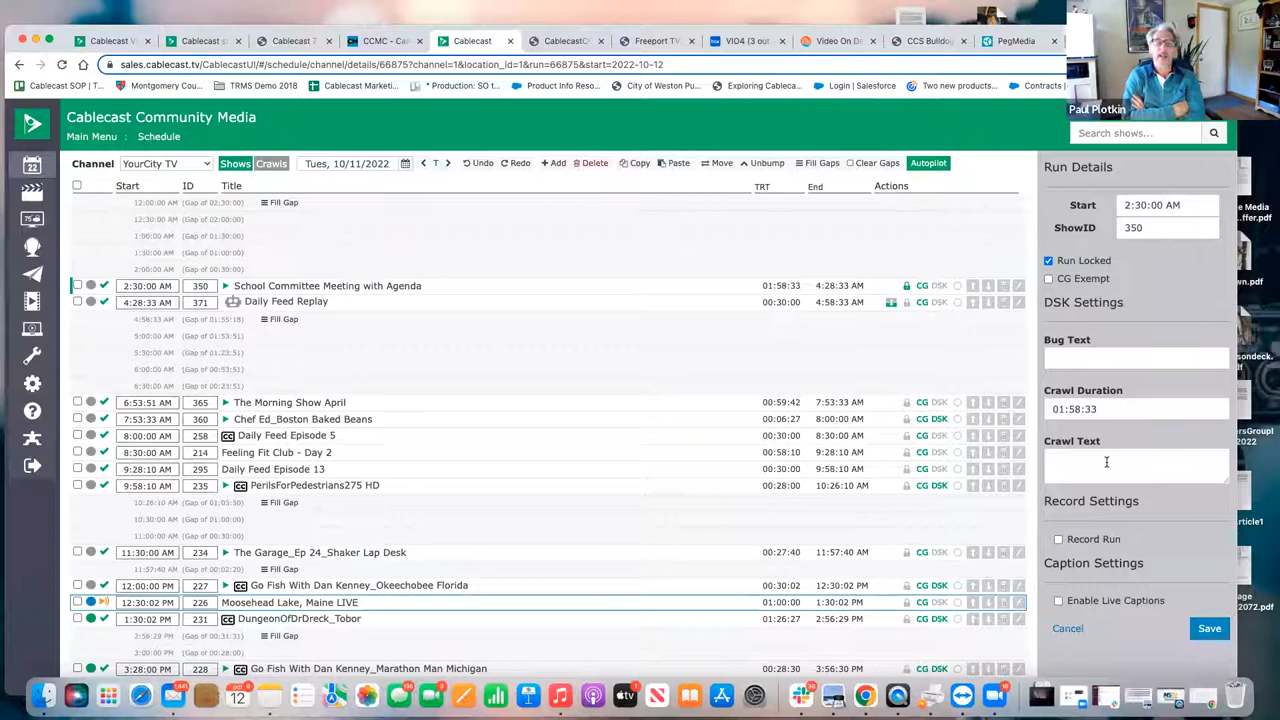 Cablecast V
Cablecast s
Cablecast 7
CCMC - Ca
Cablecast
CablecastC
Freeport TV
VIO4 (3 out
Video On De
CCS Bulldog
PegMedia
sales.cablecast.tv/CablecastUI/#/schedule/channel/details/66875?channel=1&location_id=1&run=66875&start=2022-10-12
Cablecast SOP | T...
Montgomery Cou...
TRMS Demo 2018
Cablecast Marketi...
* Production: SO t...
Product Info Reso...
City of Weston Pu...
Exploring Cableca...
Login | Salesforce
Two new products...
Contracts |
Paul Plotkin
Cablecast Community Media
Main Menu : Schedule
Search shows...
Channel YourCity TV Shows Crawls Tues, 10/11/2022 < T > Undo Redo + Add Delete Copy Paste Move Unbump Fill Gaps Clear Gaps Autopilot
Start ID Title TRT End Actions
12:00:00 AM (Gap of 02:30:00) Fill Gap
12:30:00 AM (Gap of 02:00:00)
1:00:00 AM (Gap of 01:30:00)
1:30:00 AM (Gap of 01:00:00)
2:00:00 AM (Gap of 00:30:00)
2:30:00 AM 350 School Committee Meeting with Agenda 01:58:33 4:28:33 AM CG DSK
4:28:33 AM 371 Daily Feed Replay 00:30:00 4:58:33 AM CG DSK
4:58:33 AM (Gap of 01:55:18) Fill Gap
5:00:00 AM (Gap of 01:53:51)
5:30:00 AM (Gap of 01:23:51)
6:00:00 AM (Gap of 00:53:51)
6:30:00 AM (Gap of 00:23:51)
6:53:51 AM 365 The Morning Show April 00:59:42 7:53:33 AM CG DSK
7:53:33 AM 360 Chef Ed_Boston Baked Beans 00:06:27 8:00:00 AM CG DSK
8:00:00 AM 258 CC Daily Feed Episode 5 00:30:00 8:30:00 AM CG DSK
8:30:00 AM 214 Feeling Fit Club - Day 2 00:58:10 9:28:10 AM CG DSK
9:28:10 AM 295 Daily Feed Episode 13 00:30:00 9:58:10 AM CG DSK
9:58:10 AM 235 CC PerilsForPedestrians275 HD 00:28:00 10:26:10 AM CG DSK
10:26:10 AM (Gap of 01:03:50) Fill Gap
10:30:00 AM (Gap of 01:00:00)
11:00:00 AM (Gap of 00:30:00)
11:30:00 AM 234 The Garage_Ep 24_Shaker Lap Desk 00:27:40 11:57:40 AM CG DSK
11:57:40 AM (Gap of 00:02:20) Fill Gap
12:00:00 PM 227 CC Go Fish With Dan Kenney_Okeechobee Florida 00:30:02 12:30:02 PM CG DSK
12:30:02 PM 226 Moosehead Lake, Maine LIVE 01:00:00 1:30:02 PM CG DSK
1:30:02 PM 231 CC DungeonOfDrDreck_Tobor 01:26:27 2:56:29 PM CG DSK
2:56:29 PM (Gap of 00:31:31) Fill Gap
3:00:00 PM (Gap of 00:28:00)
3:28:00 PM 228 CC Go Fish With Dan Kenney_Marathon Man Michigan 00:28:30 3:56:30 PM CG DSK
Run Details
Start 2:30:00 AM
ShowID 350
Run Locked
CG Exempt
DSK Settings
Bug Text
Crawl Duration
01:58:33
Crawl Text
Record Settings
Record Run
Caption Settings
Enable Live Captions
Cancel Save